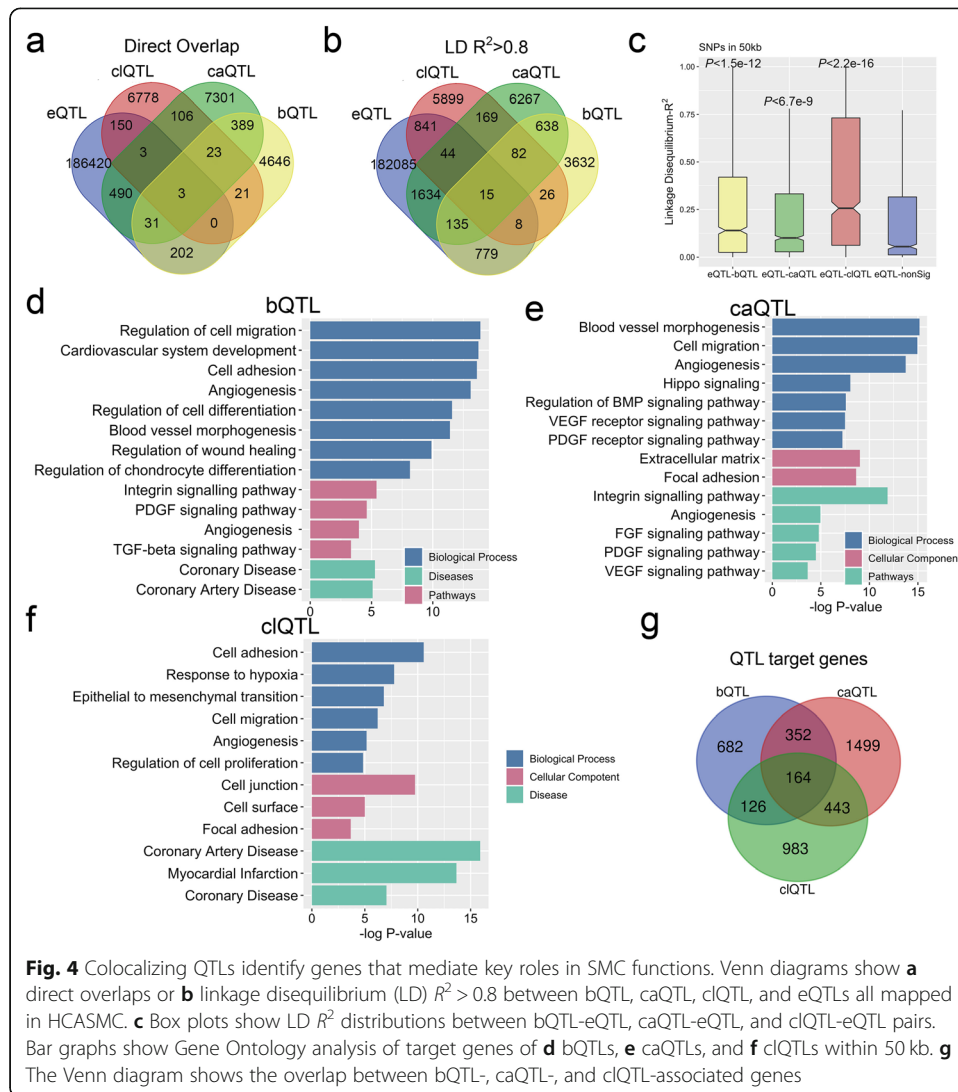 a
Direct Overlap
clQTL
caQTL
eQTL
bQTL
6778
7301
150
106
389
186420
3
23
4646
490
3
21
31
0
202
b
LD R²>0.8
clQTL
caQTL
eQTL
bQTL
5899
6267
841
169
638
182085
44
82
3632
1634
15
26
135
8
779
c
SNPs in 50kb
P<1.5e-12
P<6.7e-9
P<2.2e-16
Linkage Disequilibrium-R²
1.00
0.75
0.50
0.25
0.00
eQTL-bQTL eQTL-caQTL eQTL-clQTL eQTL-nonSig
d
bQTL
Regulation of cell migration
Cardiovascular system development
Cell adhesion
Angiogenesis
Regulation of cell differentiation
Blood vessel morphogenesis
Regulation of wound healing
Regulation of chondrocyte differentiation
Integrin signalling pathway
PDGF signaling pathway
Angiogenesis
TGF-beta signaling pathway
Coronary Disease
Coronary Artery Disease
0 5 10
Biological Process
Diseases
Pathways
e
caQTL
Blood vessel morphogenesis
Cell migration
Angiogenesis
Hippo signaling
Regulation of BMP signaling pathway
VEGF receptor signaling pathway
PDGF receptor signaling pathway
Extracellular matrix
Focal adhesion
Integrin signalling pathway
Angiogenesis
FGF signaling pathway
PDGF signaling pathway
VEGF signaling pathway
0 5 10 15
-log P-value
Biological Process
Cellular Component
Pathways
f
clQTL
Cell adhesion
Response to hypoxia
Epithelial to mesenchymal transition
Cell migration
Angiogenesis
Regulation of cell proliferation
Cell junction
Cell surface
Focal adhesion
Coronary Artery Disease
Myocardial Infarction
Coronary Disease
0 5 10 15
-log P-value
Biological Process
Cellular Compotent
Disease
g
QTL target genes
bQTL
caQTL
682
352
1499
164
126
443
983
clQTL
Fig. 4 Colocalizing QTLs identify genes that mediate key roles in SMC functions. Venn diagrams show a
direct overlaps or b linkage disequilibrium (LD) R² > 0.8 between bQTL, caQTL, clQTL, and eQTLs all mapped
in HCASMC. c Box plots show LD R² distributions between bQTL-eQTL, caQTL-eQTL, and clQTL-eQTL pairs.
Bar graphs show Gene Ontology analysis of target genes of d bQTLs, e caQTLs, and f clQTLs within 50 kb. g
The Venn diagram shows the overlap between bQTL-, caQTL-, and clQTL-associated genes